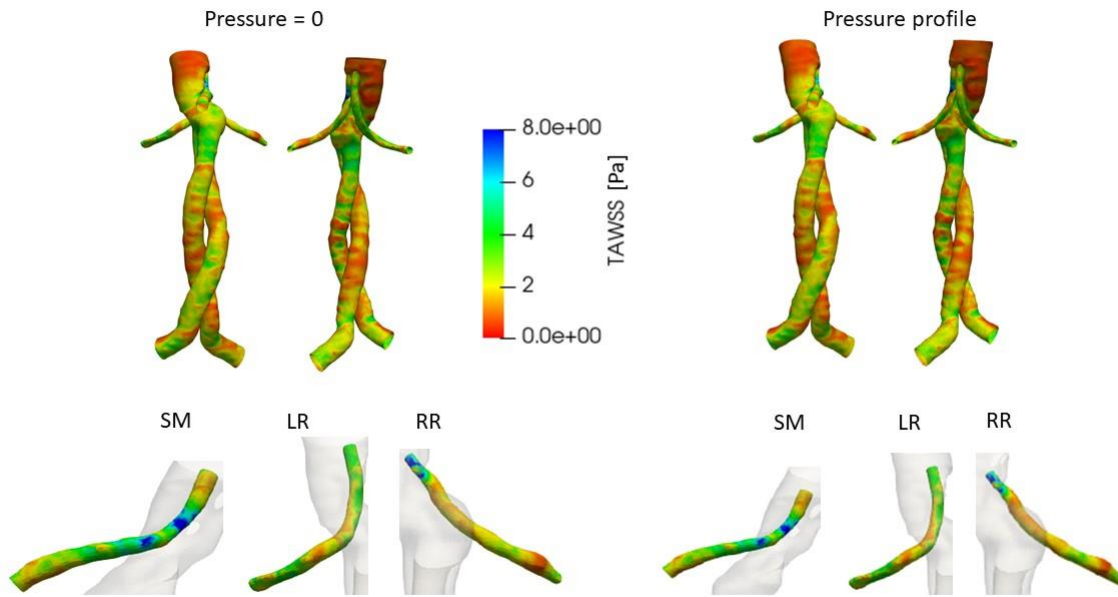 Pressure = 0
Pressure profile
8.0e+00
6
4
2
0.0e+00
TAWSS [Pa]
SM
LR
RR
SM
LR
RR